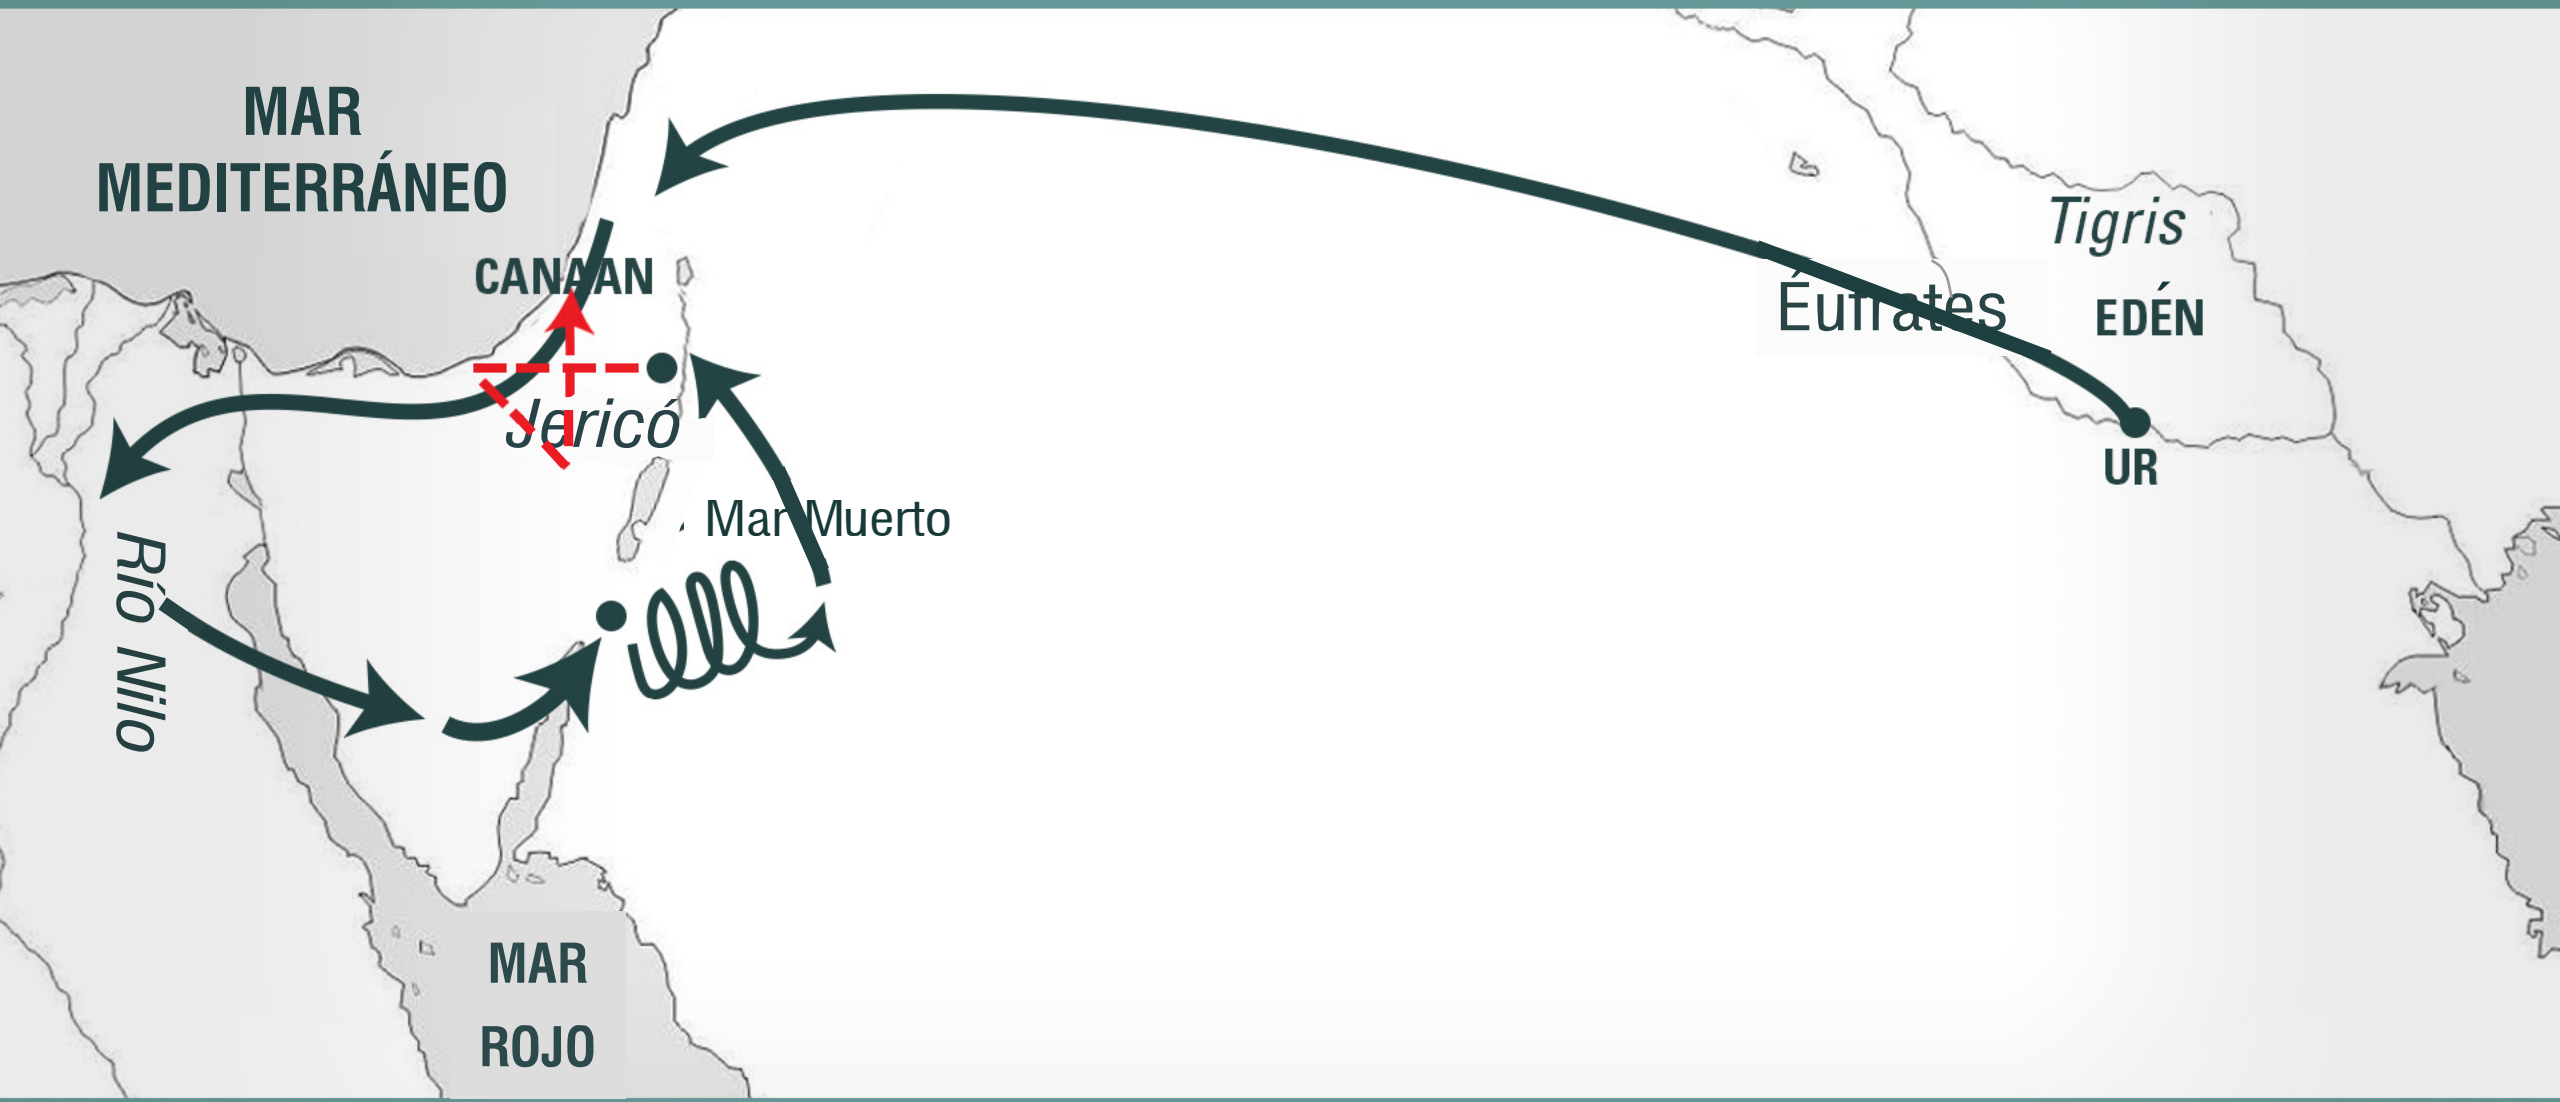 MAR
MEDITERRÁNEO
CANAAN
Jericó
Mar Muerto
Río Nilo
MAR
ROJO
Tigris
Éufrates
EDÉN
UR